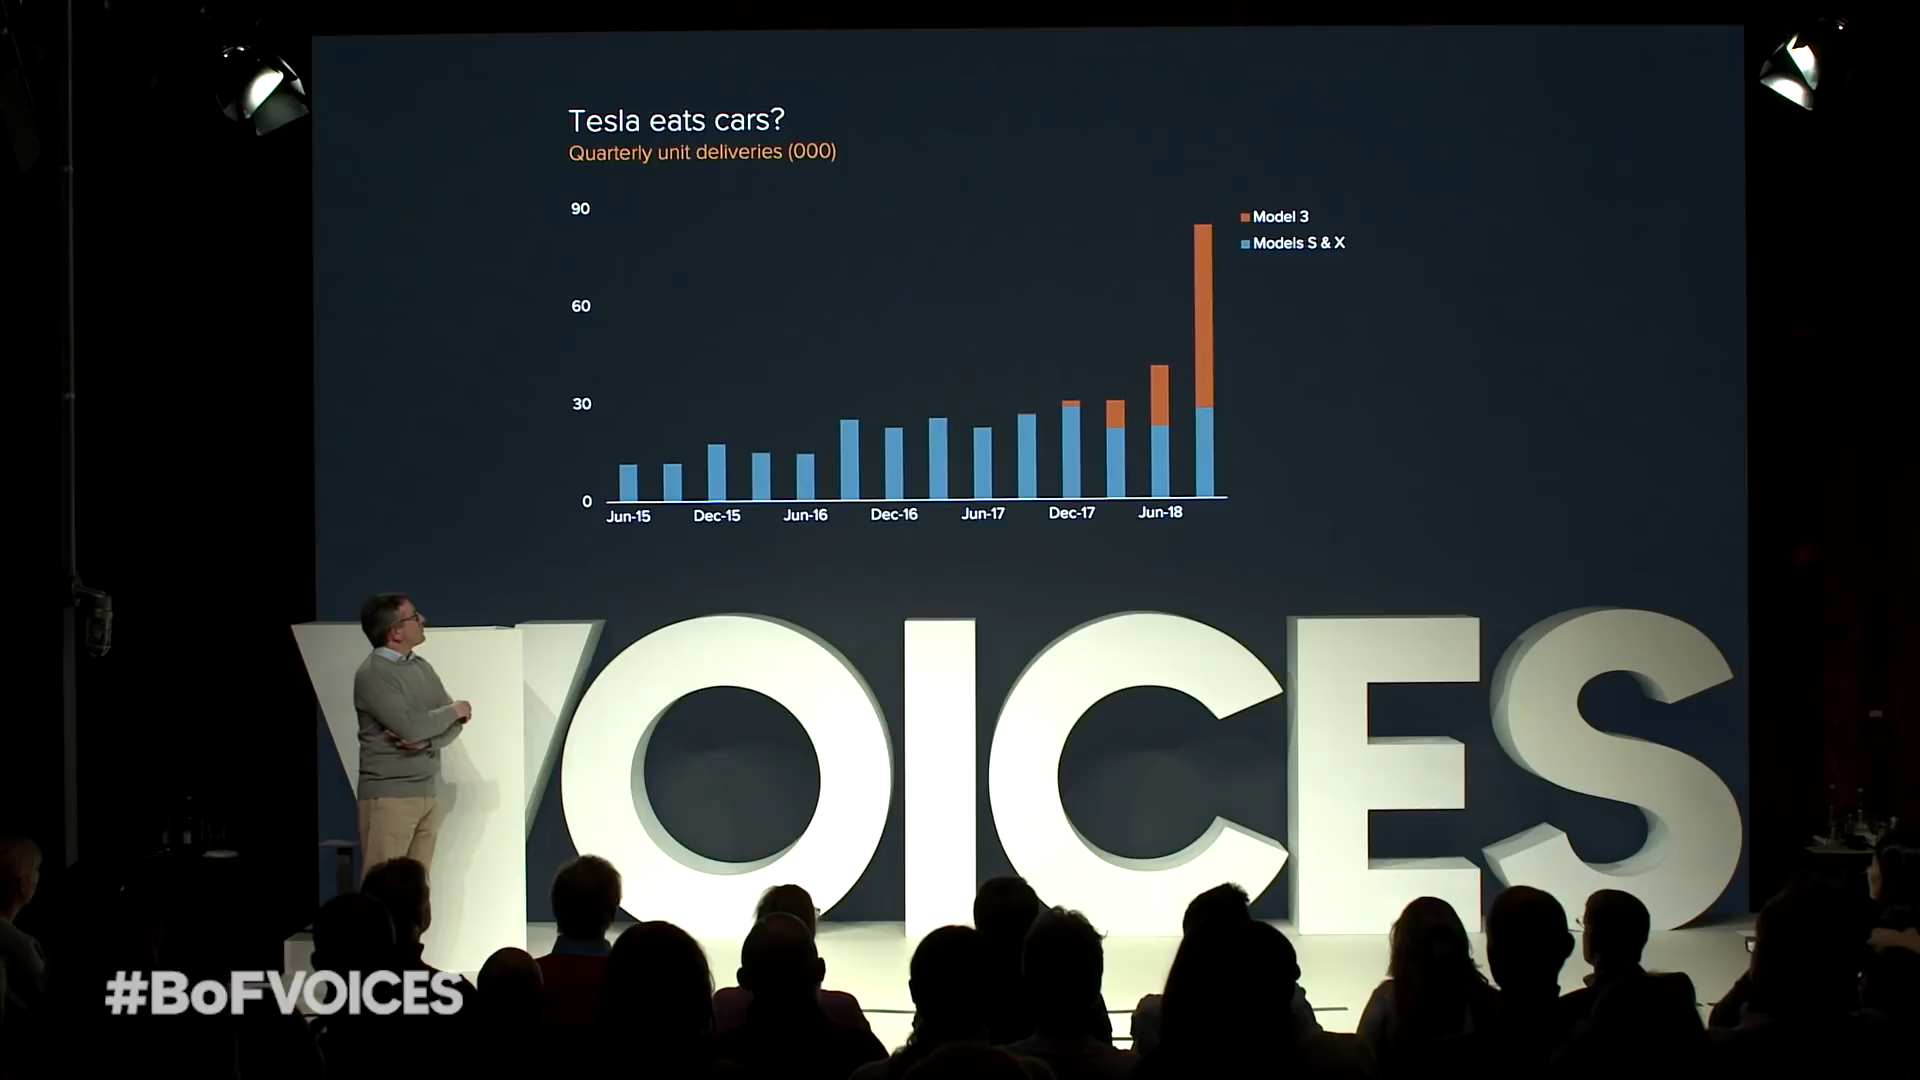 Tesla eats cars?
Quarterly unit deliveries (000)
90
60
30
0
Jun-15 Dec-15 Jun-16 Dec-16 Jun-17 Dec-17 Jun-18
Model 3
Models S & X
VOICES
#BoFVOICES